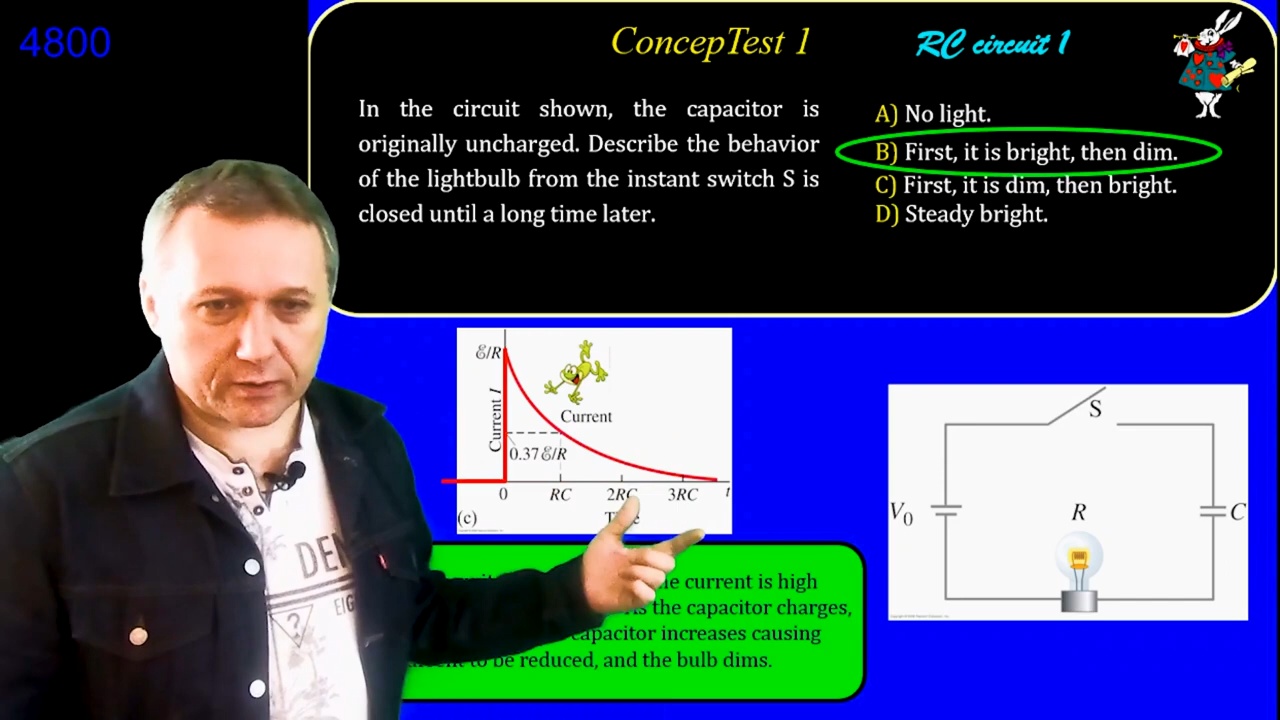 4800
ConcepTest 1
RC circuit 1
In the circuit shown, the capacitor is
originally uncharged. Describe the behavior
of the lightbulb from the instant switch S is
closed until a long time later.
A) No light.
B) First, it is bright, then dim.
C) First, it is dim, then bright.
D) Steady bright.
ℰ/R
Current I
Current
0.37ℰ/R
0 RC 2RC 3RC t
(c)
S
V₀
R
C
DEN
EIG
?
current is high
the capacitor charges,
capacitor increases causing
to be reduced, and the bulb dims.